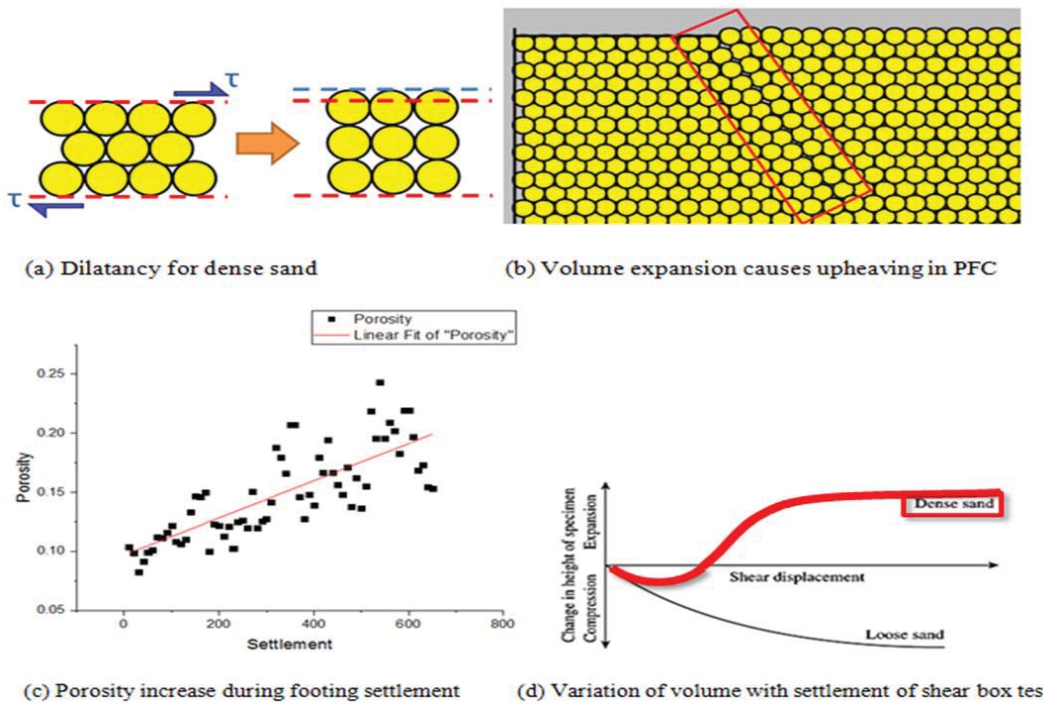 τ
τ
(a) Dilatancy for dense sand
(b) Volume expansion causes upheaving in PFC
Porosity
Linear Fit of "Porosity"
0.25
0.20
0.15
0.10
0.05
Porosity
0
200
400
600
800
Settlement
Change in height of specimen
Compression Expansion
Dense sand
Shear displacement
Loose sand
(c) Porosity increase during footing settlement
(d) Variation of volume with settlement of shear box tes